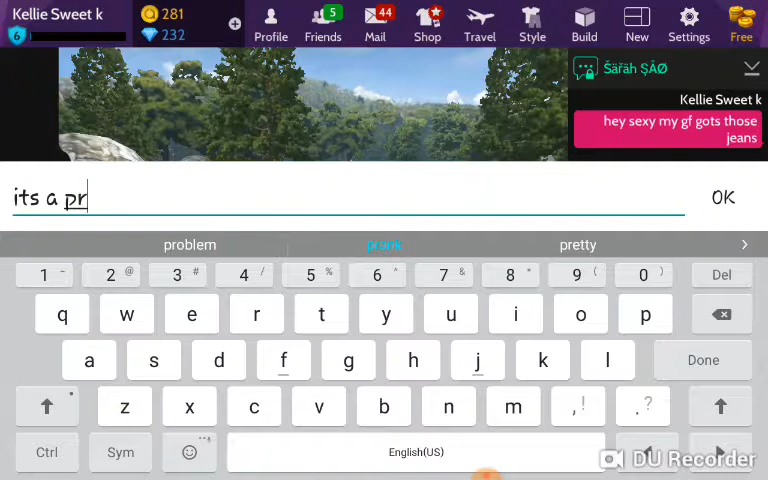 Kellie Sweet k
6
281
232
Profile
5
Friends
44
Mail
Shop
Travel
Style
Build
New
Settings
Free
Šäřäh ŞÅØ
Kellie Sweet k
hey sexy my gf gots those
jeans
its a pr
OK
problem prank pretty >
1 - 2 @ 3 # 4 / 5 % 6 ^ 7 & 8 * 9 ( 0 ) Del
q w e r t y u i o p
a s d f g h j k l Done
z x c v b n m , ! . ?
Ctrl Sym English(US)
DU Recorder